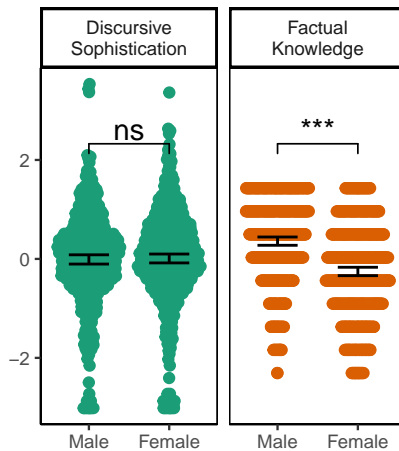 Discursive
Sophistication
Factual
Knowledge
ns
***
2
0
−2
Male
Female
Male
Female